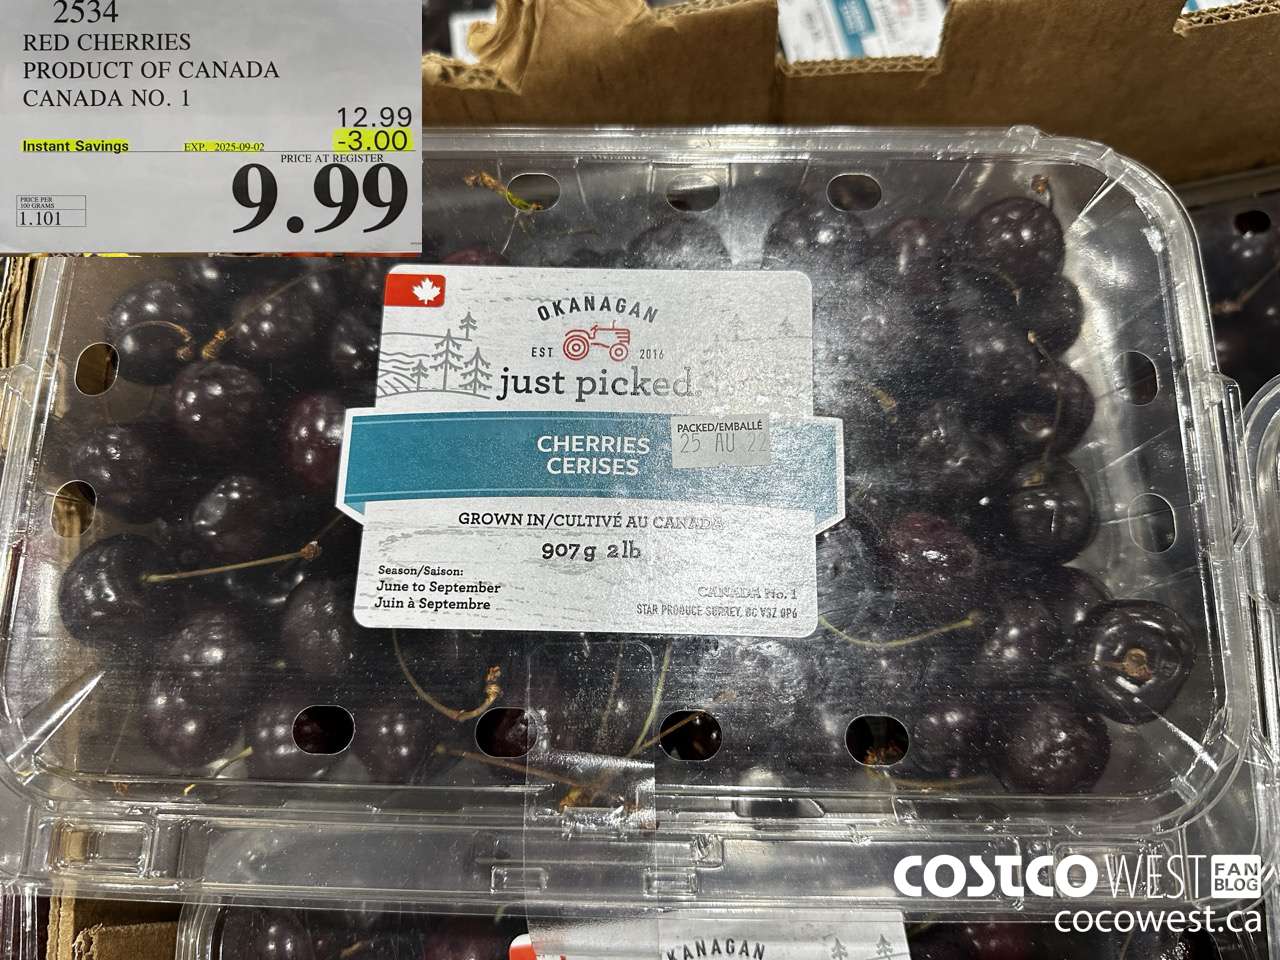 2534
RED CHERRIES
PRODUCT OF CANADA
CANADA NO. 1
12.99
Instant Savings EXP. 2025-09-02 -3.00
PRICE AT REGISTER
9.99
PRICE PER
100 GRAMS
1.101
OKANAGAN
EST 2016
just picked
PACKED/EMBALLÉ
25 AU 22
CHERRIES
CERISES
GROWN IN/CULTIVÉ AU CANADA
907g 2lb
Season/Saison:
June to September
Juin à Septembre
CANADA No. 1
STAR PRODUCE SURREY, BC V3Z 0P6
COSTCO WEST FAN BLOG
cocowest.ca
KANAGAN